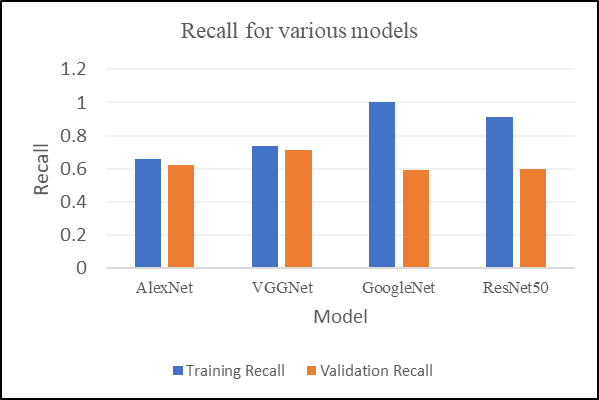 Recall for various models
1.2
1
0.8
0.6
0.4
0.2
0
Recall
AlexNet VGGNet GoogleNet ResNet50
Model
Training Recall Validation Recall